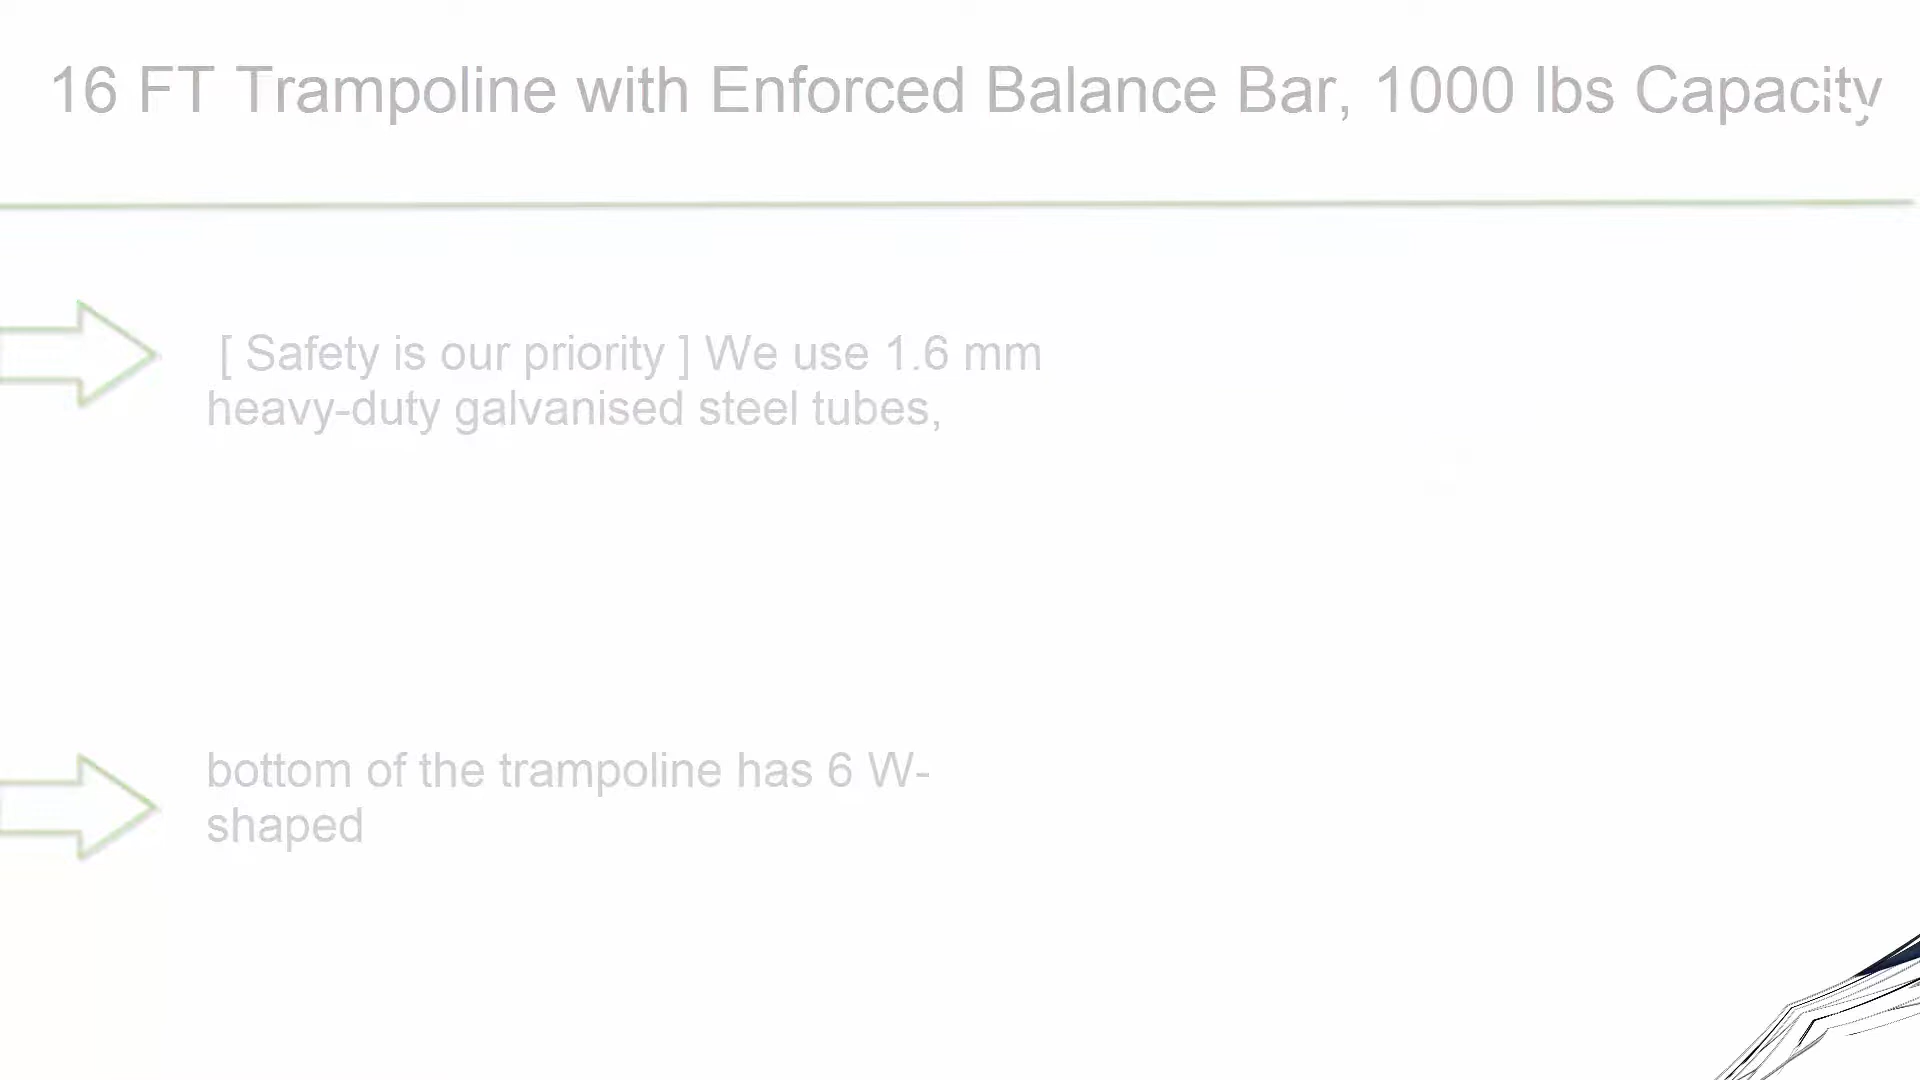 16 FT Trampoline with Enforced Balance Bar, 1000 lbs Capacity
[ Safety is our priority ] We use 1.6 mm
heavy-duty galvanised steel tubes,
bottom of the trampoline has 6 W-
shaped